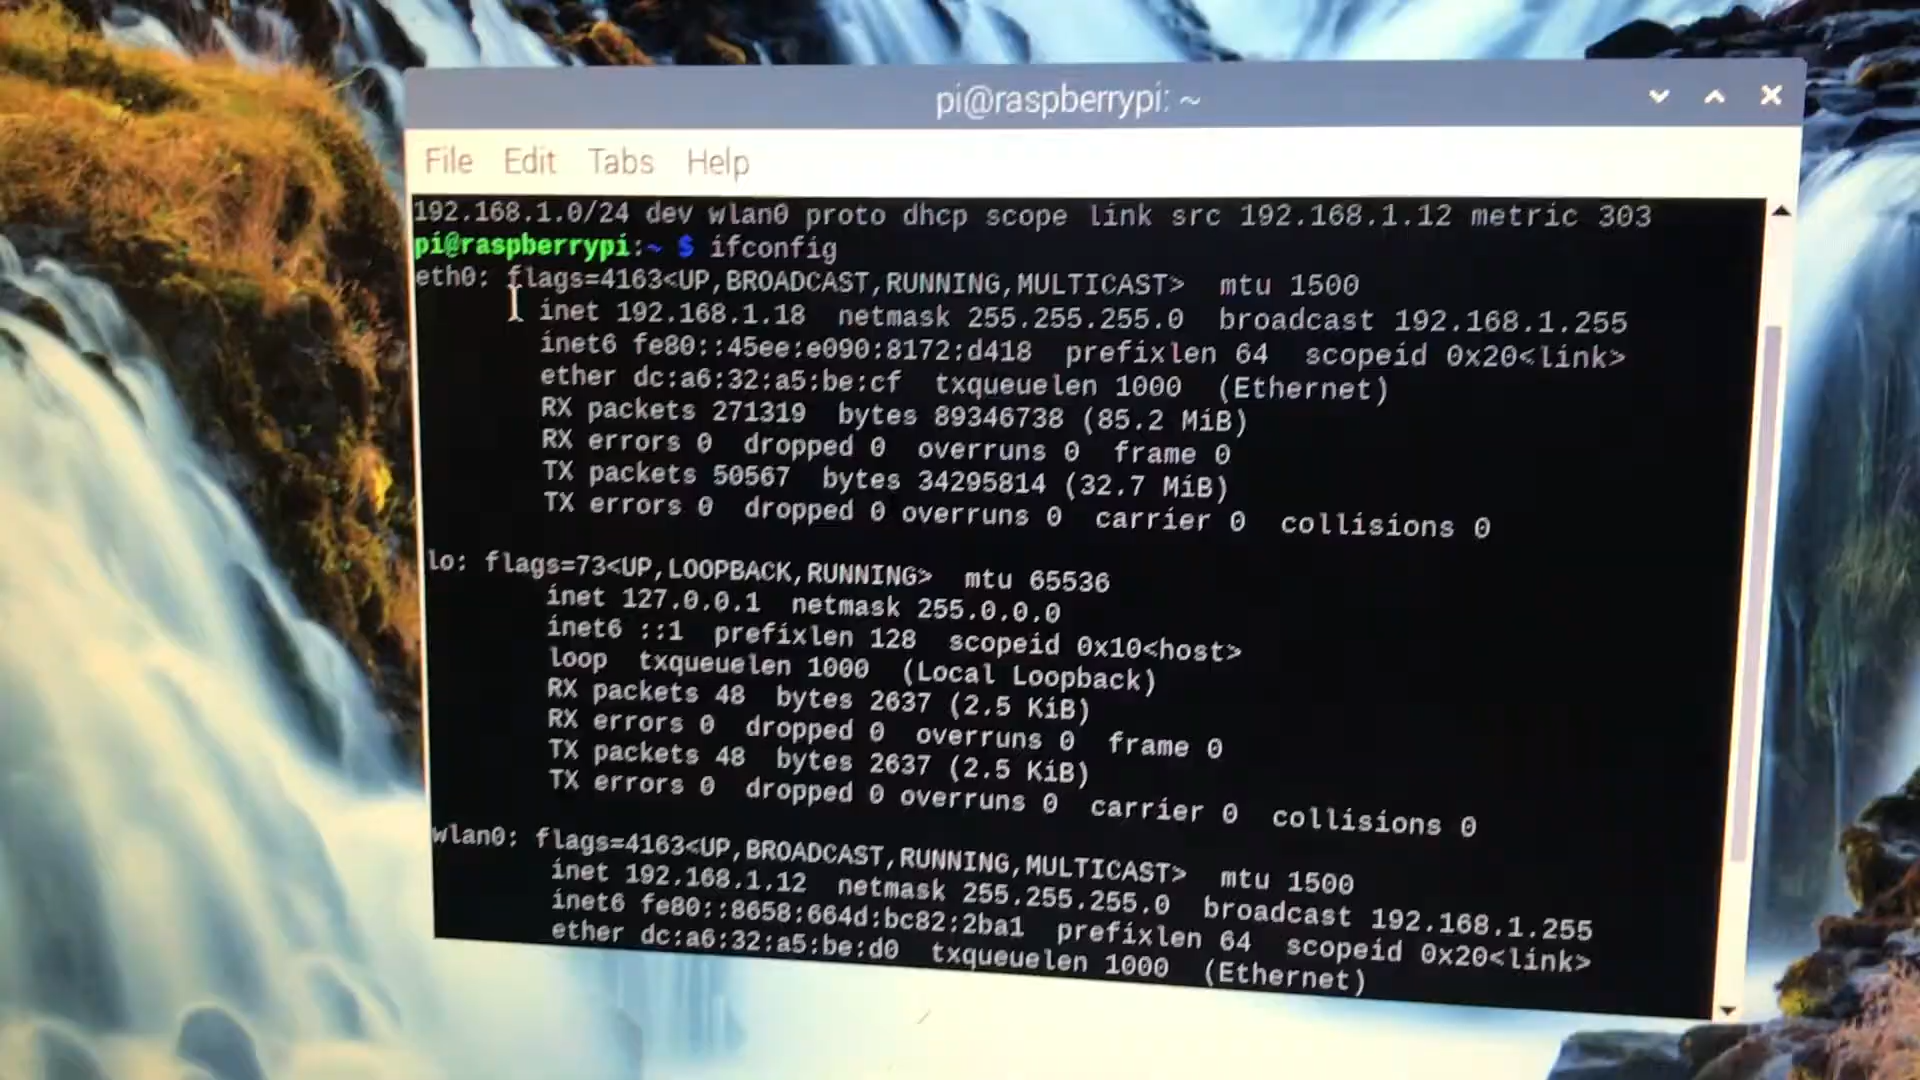 pi@raspberrypi: ~
File Edit Tabs Help
192.168.1.0/24 dev wlan0 proto dhcp scope link src 192.168.1.12 metric 303
pi@raspberrypi:~ $ ifconfig
eth0: flags=4163<UP,BROADCAST,RUNNING,MULTICAST>  mtu 1500
inet 192.168.1.18  netmask 255.255.255.0  broadcast 192.168.1.255
inet6 fe80::45ee:e090:8172:d418  prefixlen 64  scopeid 0x20<link>
ether dc:a6:32:a5:be:cf  txqueuelen 1000  (Ethernet)
RX packets 271319  bytes 89346738 (85.2 MiB)
RX errors 0  dropped 0  overruns 0  frame 0
TX packets 50567  bytes 34295814 (32.7 MiB)
TX errors 0  dropped 0 overruns 0  carrier 0  collisions 0
lo: flags=73<UP,LOOPBACK,RUNNING>  mtu 65536
inet 127.0.0.1  netmask 255.0.0.0
inet6 ::1  prefixlen 128  scopeid 0x10<host>
loop  txqueuelen 1000  (Local Loopback)
RX packets 48  bytes 2637 (2.5 KiB)
RX errors 0  dropped 0  overruns 0  frame 0
TX packets 48  bytes 2637 (2.5 KiB)
TX errors 0  dropped 0 overruns 0  carrier 0  collisions 0
wlan0: flags=4163<UP,BROADCAST,RUNNING,MULTICAST>  mtu 1500
inet 192.168.1.12  netmask 255.255.255.0  broadcast 192.168.1.255
inet6 fe80::8658:664d:bc82:2ba1  prefixlen 64  scopeid 0x20<link>
ether dc:a6:32:a5:be:d0  txqueuelen 1000  (Ethernet)